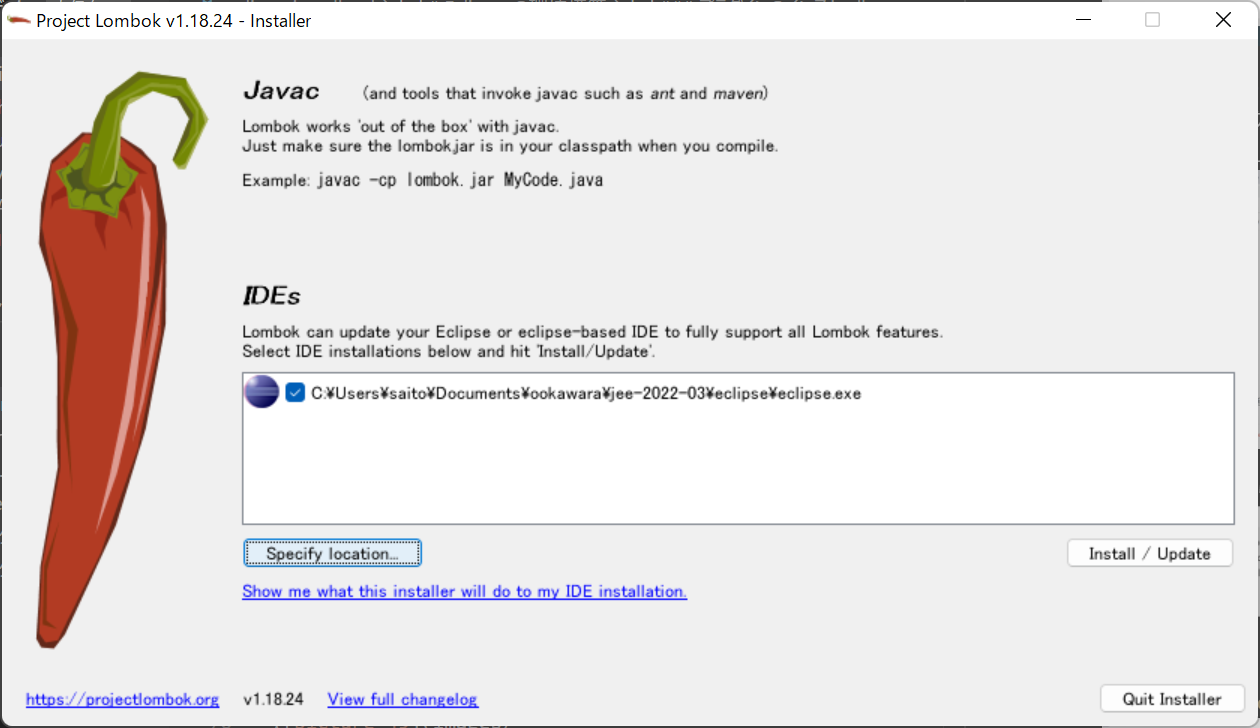 Project Lombok v1.18.24 - Installer
Javac (and tools that invoke javac such as ant and maven)
Lombok works 'out of the box' with javac.
Just make sure the lombok.jar is in your classpath when you compile.
Example: javac -cp lombok.jar MyCode.java
IDEs
Lombok can update your Eclipse or eclipse-based IDE to fully support all Lombok features.
Select IDE installations below and hit 'Install/Update'.
C:¥Users¥saito¥Documents¥ookawara¥jee-2022-03¥eclipse¥eclipse.exe
Specify location... Install / Update
Show me what this installer will do to my IDE installation.
https://projectlombok.org v1.18.24 View full changelog Quit Installer